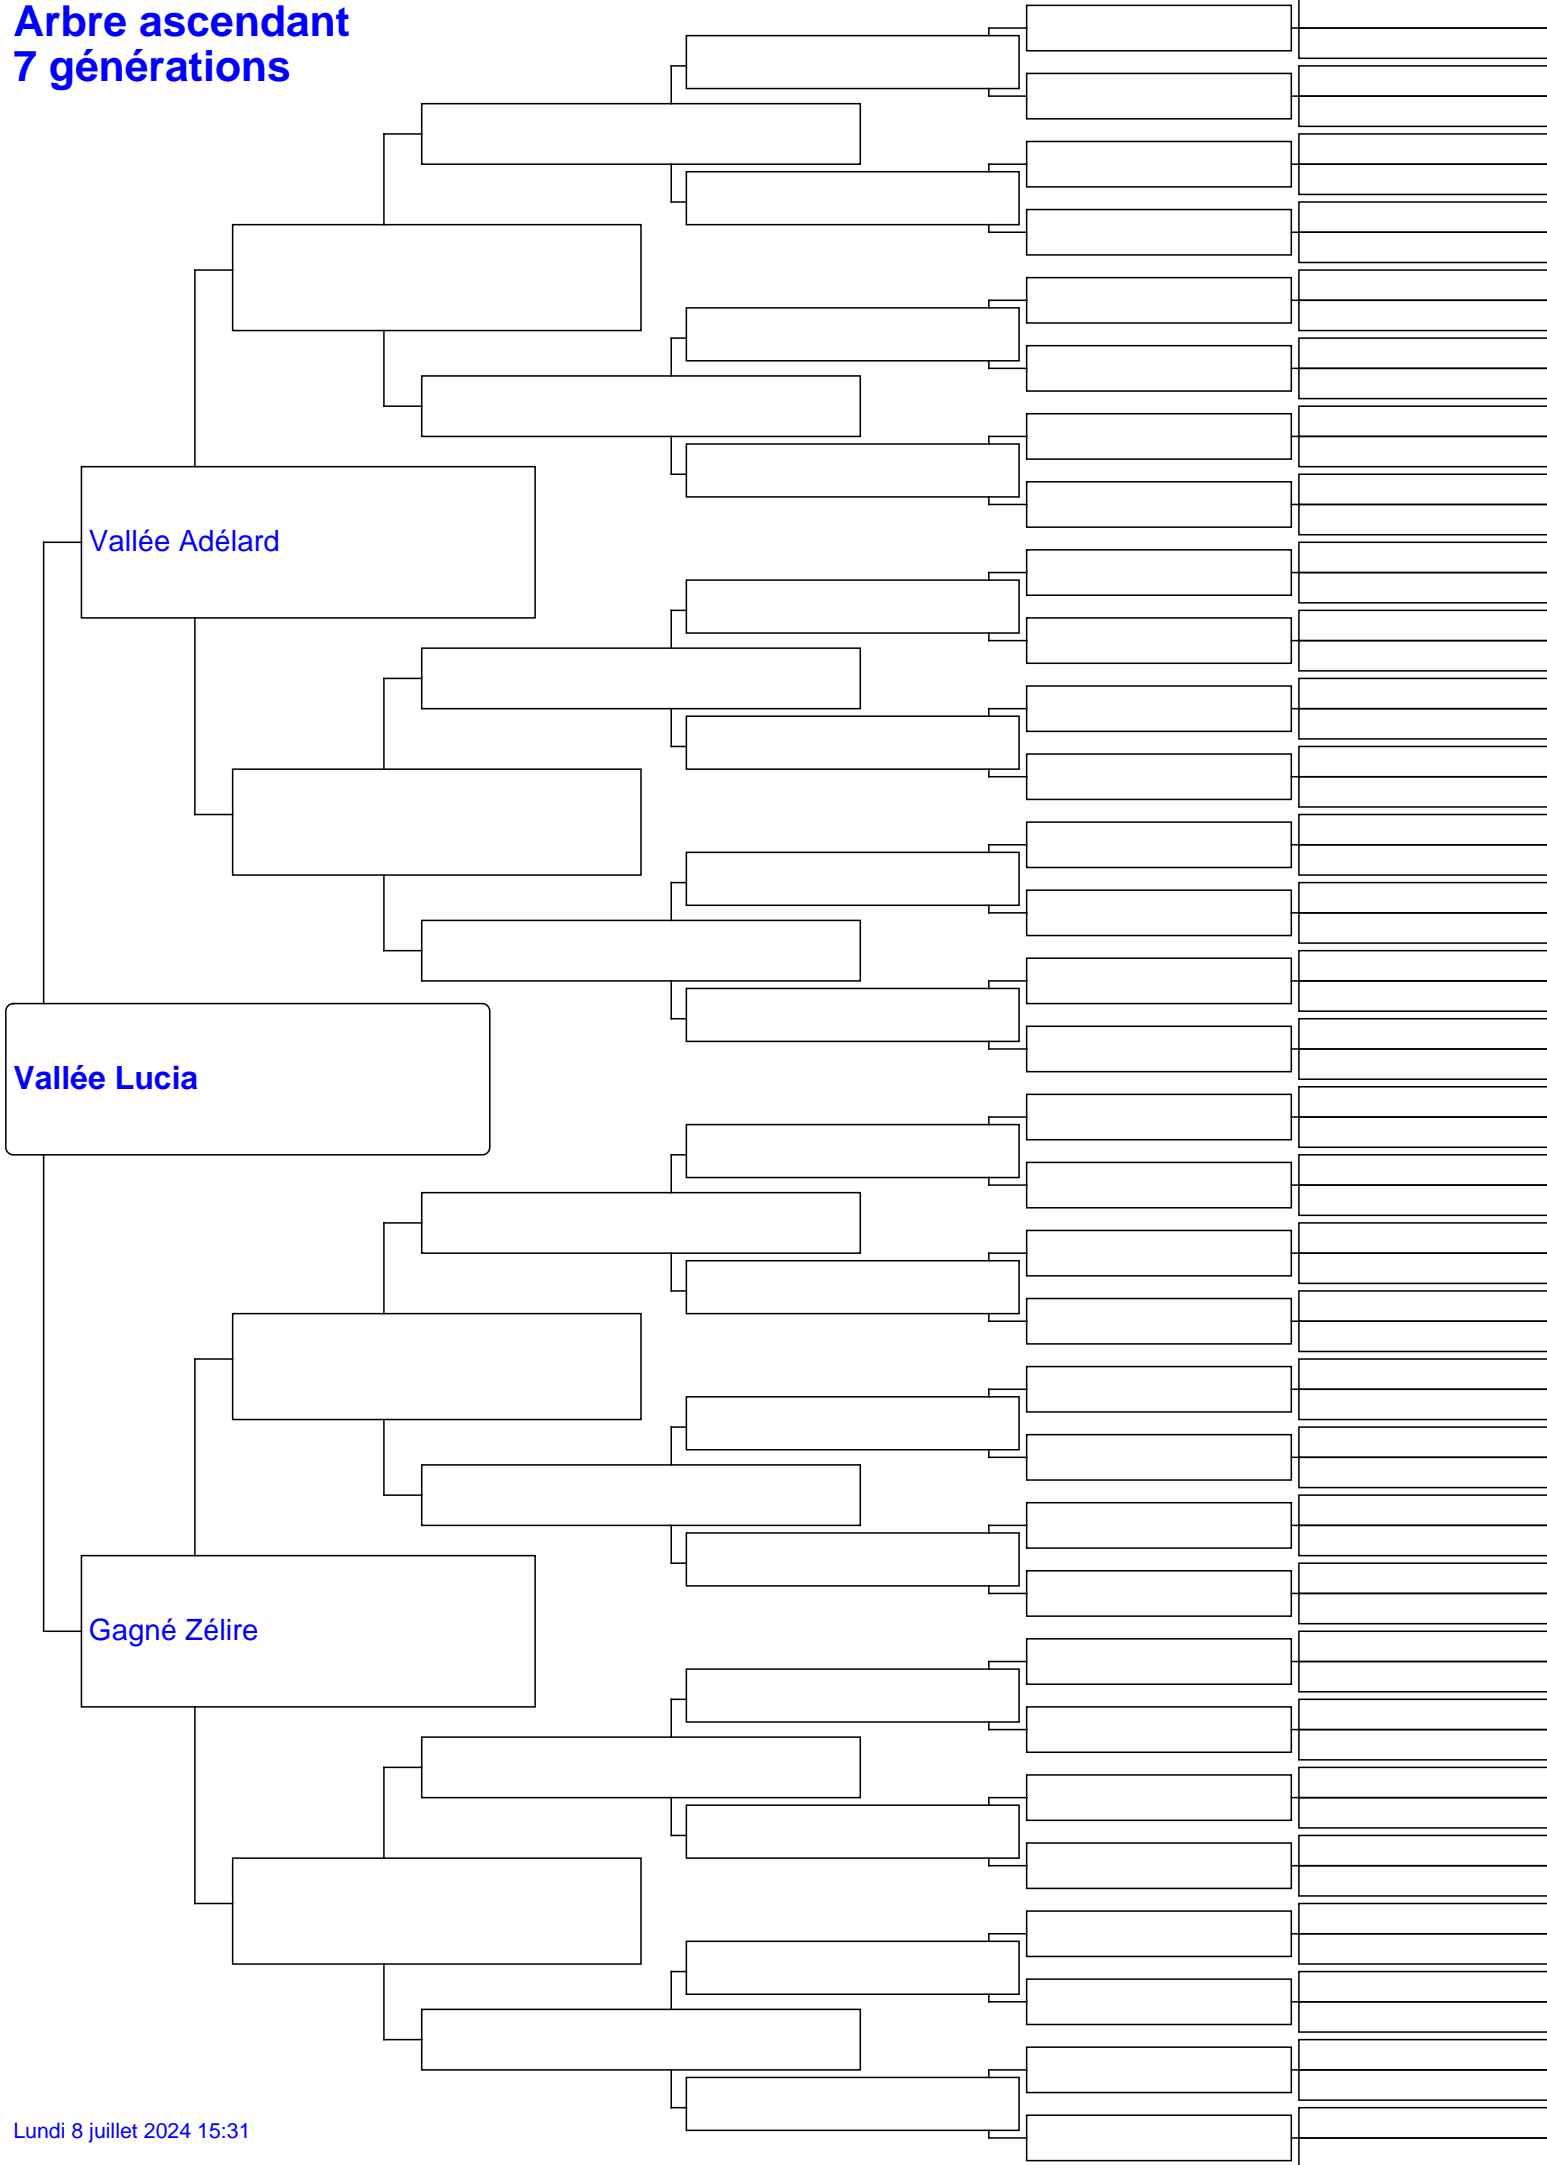 Arbre ascendant
7 générations
Vallée Adélard
Vallée Lucia
Gagné Zélire
Lundi 8 juillet 2024 15:31